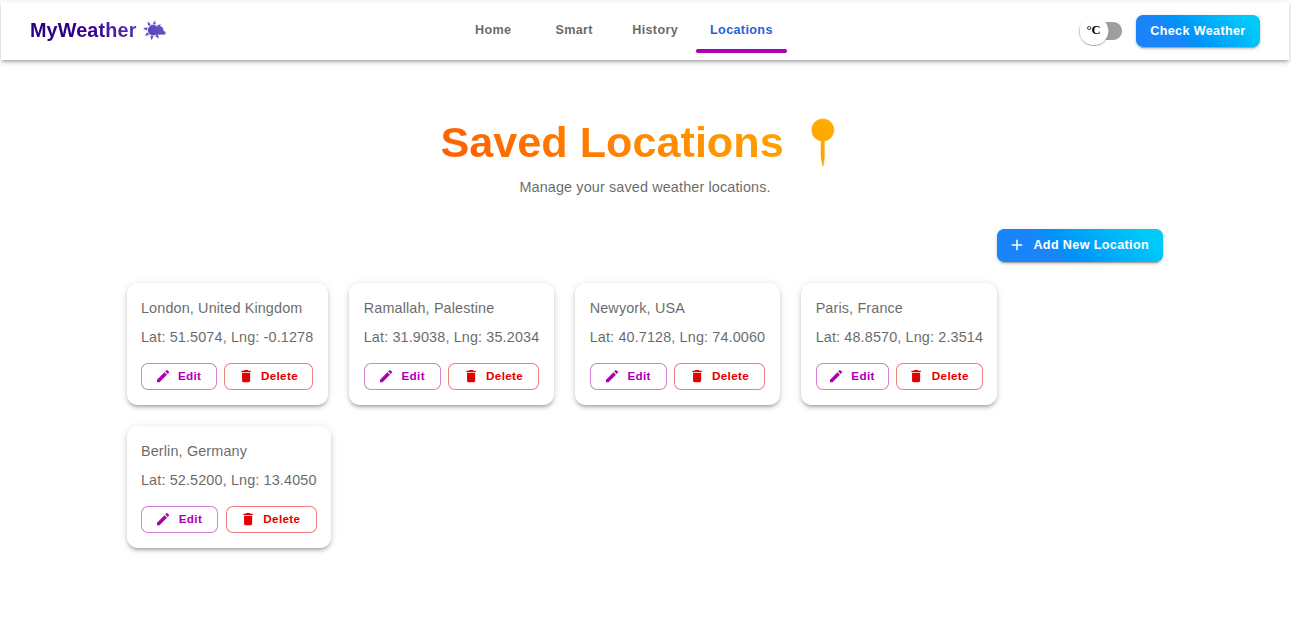 MyWeather
Home Smart History Locations
°C
Check Weather
Saved Locations
Manage your saved weather locations.
Add New Location
London, United Kingdom
Lat: 51.5074, Lng: -0.1278
Edit Delete
Ramallah, Palestine
Lat: 31.9038, Lng: 35.2034
Edit Delete
Newyork, USA
Lat: 40.7128, Lng: 74.0060
Edit Delete
Paris, France
Lat: 48.8570, Lng: 2.3514
Edit Delete
Berlin, Germany
Lat: 52.5200, Lng: 13.4050
Edit Delete